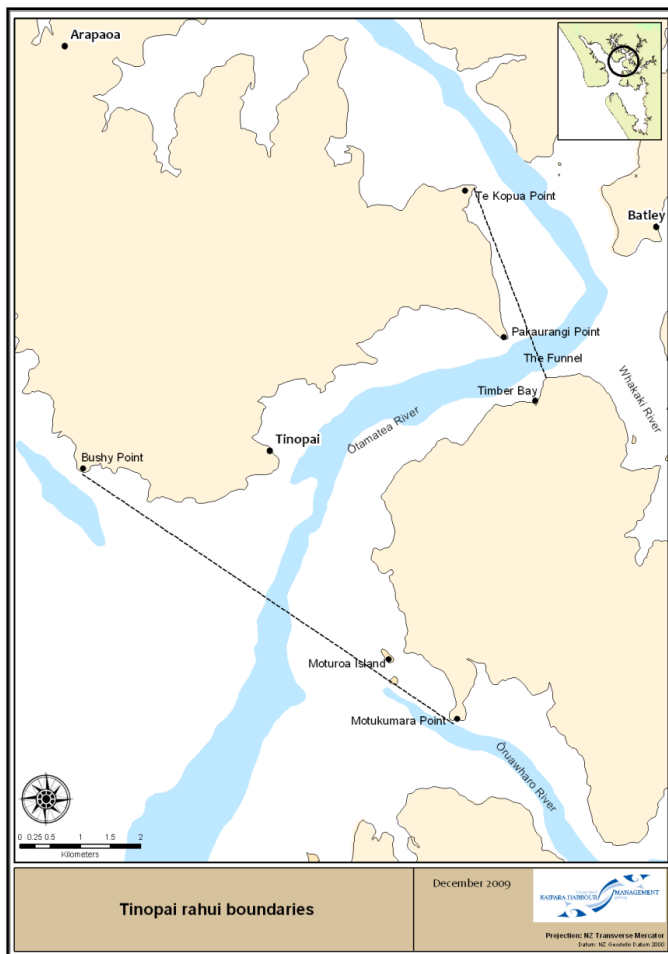 Arapaoa
Te Kopua Point
Batley
Pakaurangi Point
The Funnel
Whakaki River
Timber Bay
Ōtamatea River
Tinopai
Bushy Point
Moturoa Island
Motukumara Point
Ōruawharo River
0 0.25 0.5 1 1.5 2
Kilometers
Tinopai rahui boundaries
December 2009
KAIPARA HARBOUR
MANAGEMENT
Projection: NZ Transverse Mercator
Datum: NZ Geodetic Datum 2000